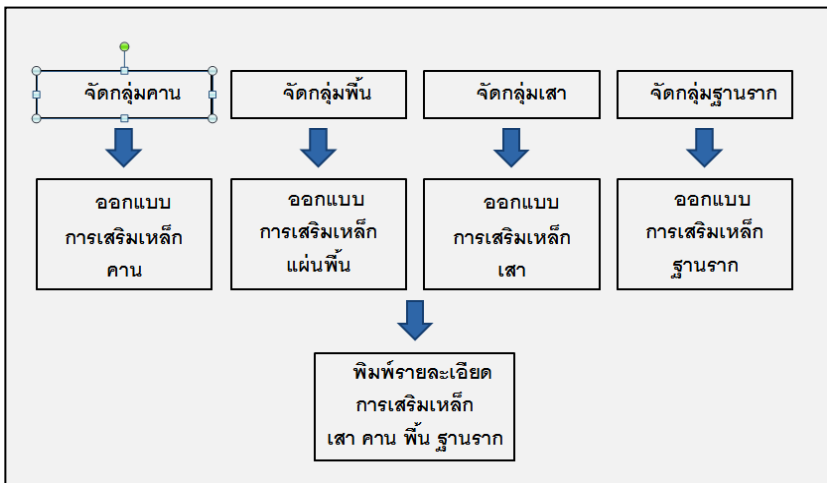 จัดกลุ่มคาน
จัดกลุ่มพื้น
จัดกลุ่มเสา
จัดกลุ่มฐานราก
ออกแบบ
การเสริมเหล็ก
คาน
ออกแบบ
การเสริมเหล็ก
แผ่นพื้น
ออกแบบ
การเสริมเหล็ก
เสา
ออกแบบ
การเสริมเหล็ก
ฐานราก
พิมพ์รายละเอียด
การเสริมเหล็ก
เสา คาน พื้น ฐานราก